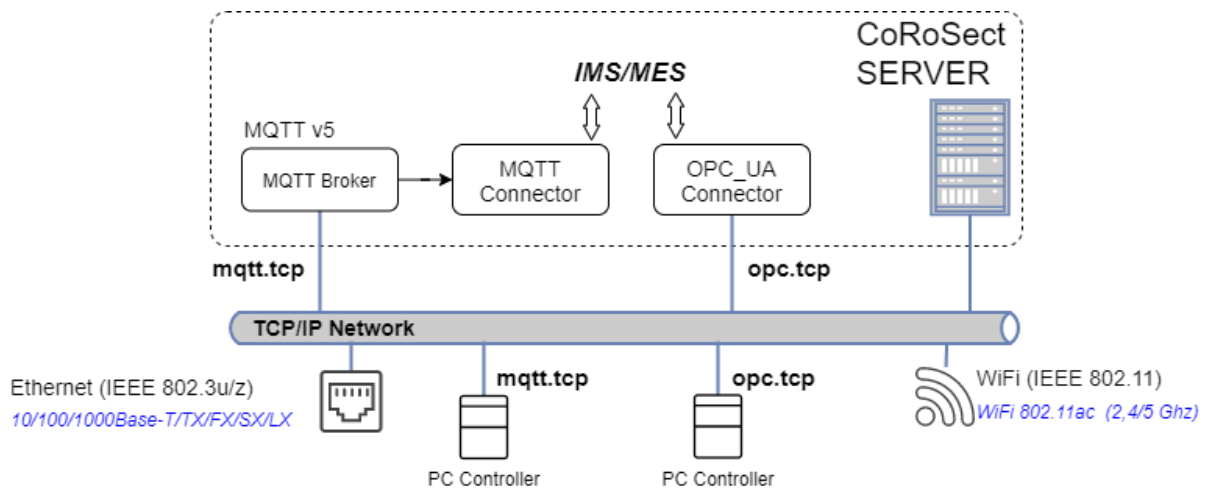 CoRoSect
SERVER
IMS/MES
MQTT v5
MQTT Broker
MQTT
Connector
OPC_UA
Connector
mqtt.tcp
opc.tcp
TCP/IP Network
Ethernet (IEEE 802.3u/z)
10/100/1000Base-T/TX/FX/SX/LX
mqtt.tcp
opc.tcp
WiFi (IEEE 802.11)
WiFi 802.11ac (2,4/5 Ghz)
PC Controller
PC Controller